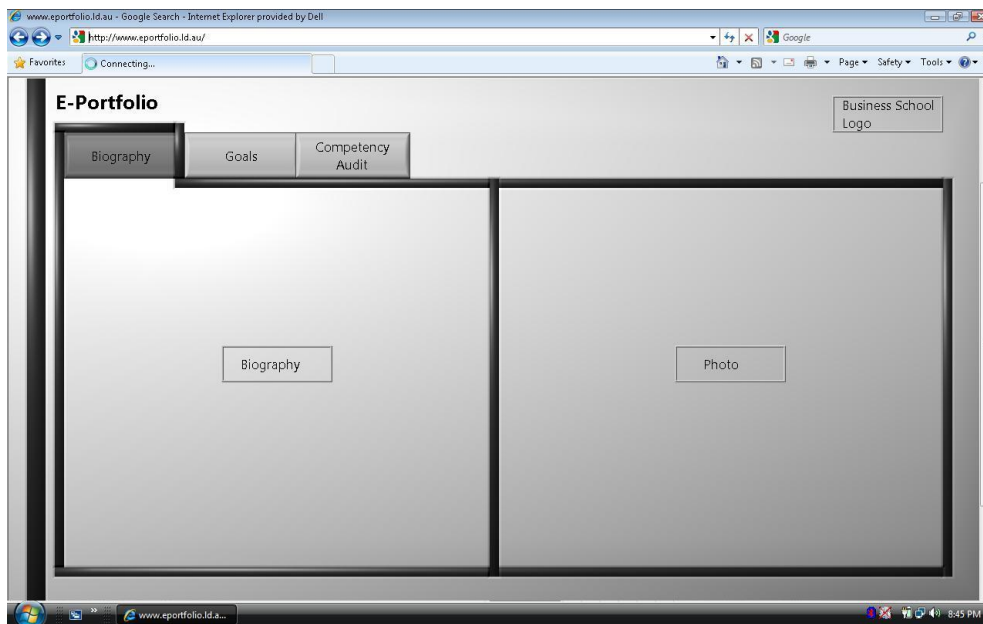 www.eportfolio.ld.au - Google Search - Internet Explorer provided by Dell
http://www.eportfolio.ld.au/
Google
Favorites
Connecting...
Page
Safety
Tools
E-Portfolio
Business School
Logo
Biography
Goals
Competency
Audit
Biography
Photo
www.eportfolio.ld.a...
8:45 PM